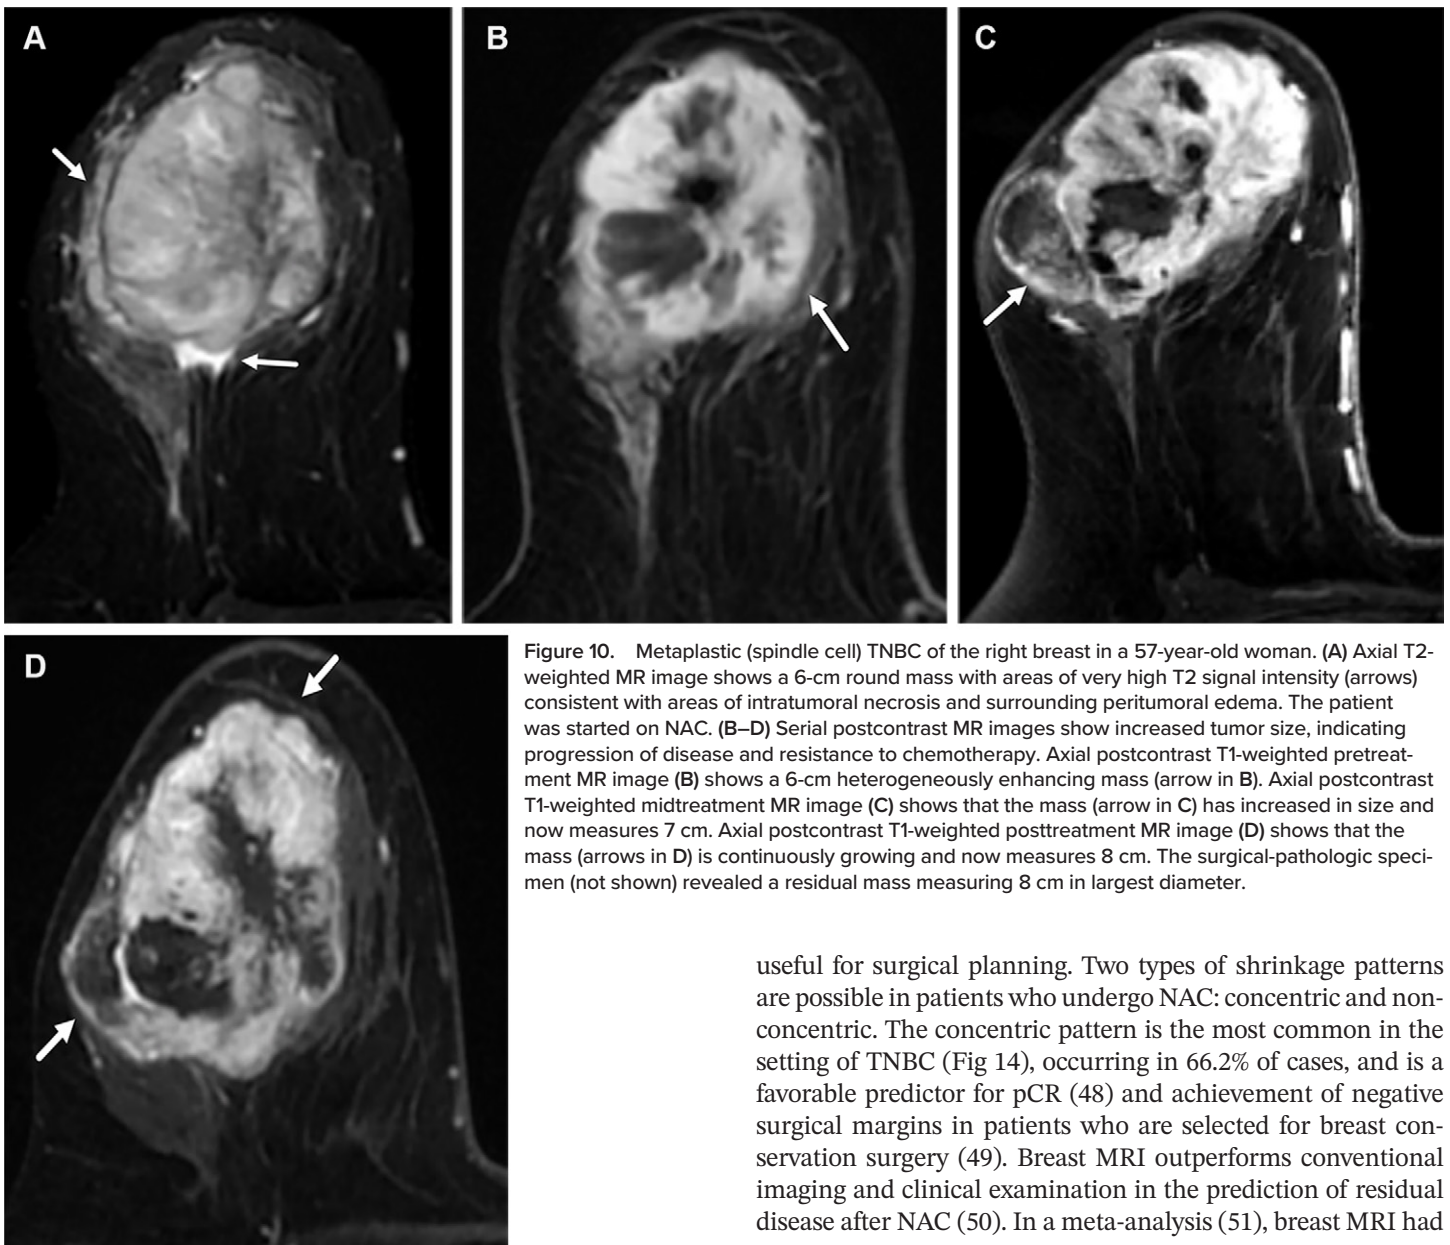 A
B
C
D
Figure 10. Metaplastic (spindle cell) TNBC of the right breast in a 57-year-old woman. (A) Axial T2-
weighted MR image shows a 6-cm round mass with areas of very high T2 signal intensity (arrows)
consistent with areas of intratumoral necrosis and surrounding peritumoral edema. The patient
was started on NAC. (B–D) Serial postcontrast MR images show increased tumor size, indicating
progression of disease and resistance to chemotherapy. Axial postcontrast T1-weighted pretreat-
ment MR image (B) shows a 6-cm heterogeneously enhancing mass (arrow in B). Axial postcontrast
T1-weighted midtreatment MR image (C) shows that the mass (arrow in C) has increased in size and
now measures 7 cm. Axial postcontrast T1-weighted posttreatment MR image (D) shows that the
mass (arrows in D) is continuously growing and now measures 8 cm. The surgical-pathologic speci-
men (not shown) revealed a residual mass measuring 8 cm in largest diameter.
useful for surgical planning. Two types of shrinkage patterns
are possible in patients who undergo NAC: concentric and non-
concentric. The concentric pattern is the most common in the
setting of TNBC (Fig 14), occurring in 66.2% of cases, and is a
favorable predictor for pCR (48) and achievement of negative
surgical margins in patients who are selected for breast con-
servation surgery (49). Breast MRI outperforms conventional
imaging and clinical examination in the prediction of residual
disease after NAC (50). In a meta-analysis (51), breast MRI had